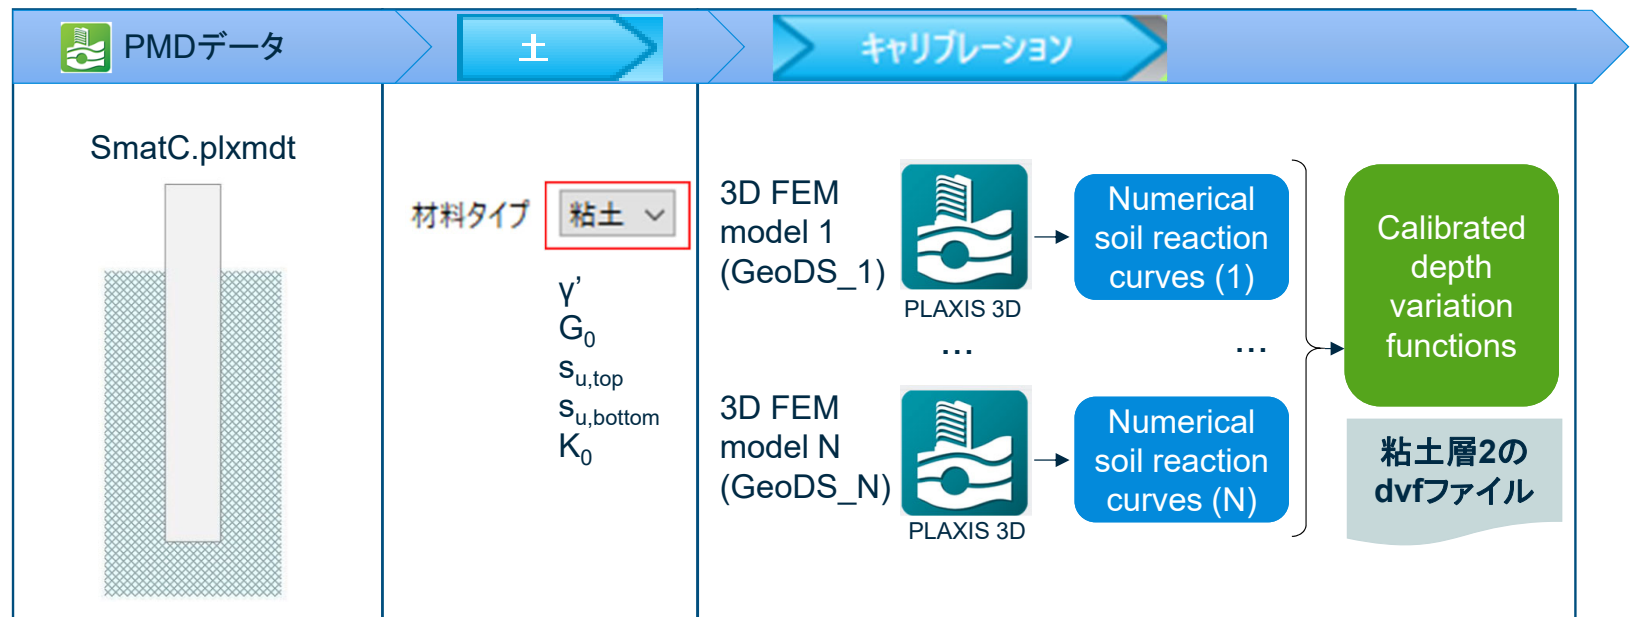 PMDデータ
土
キャリブレーション
SmatC.plxmdt
材料タイプ 粘土
γ’
G0
su,top
su,bottom
K0
3D FEM
model 1
(GeoDS_1)
PLAXIS 3D
Numerical
soil reaction
curves (1)
...
...
3D FEM
model N
(GeoDS_N)
PLAXIS 3D
Numerical
soil reaction
curves (N)
Calibrated
depth
variation
functions
粘土層2の
dvfファイル